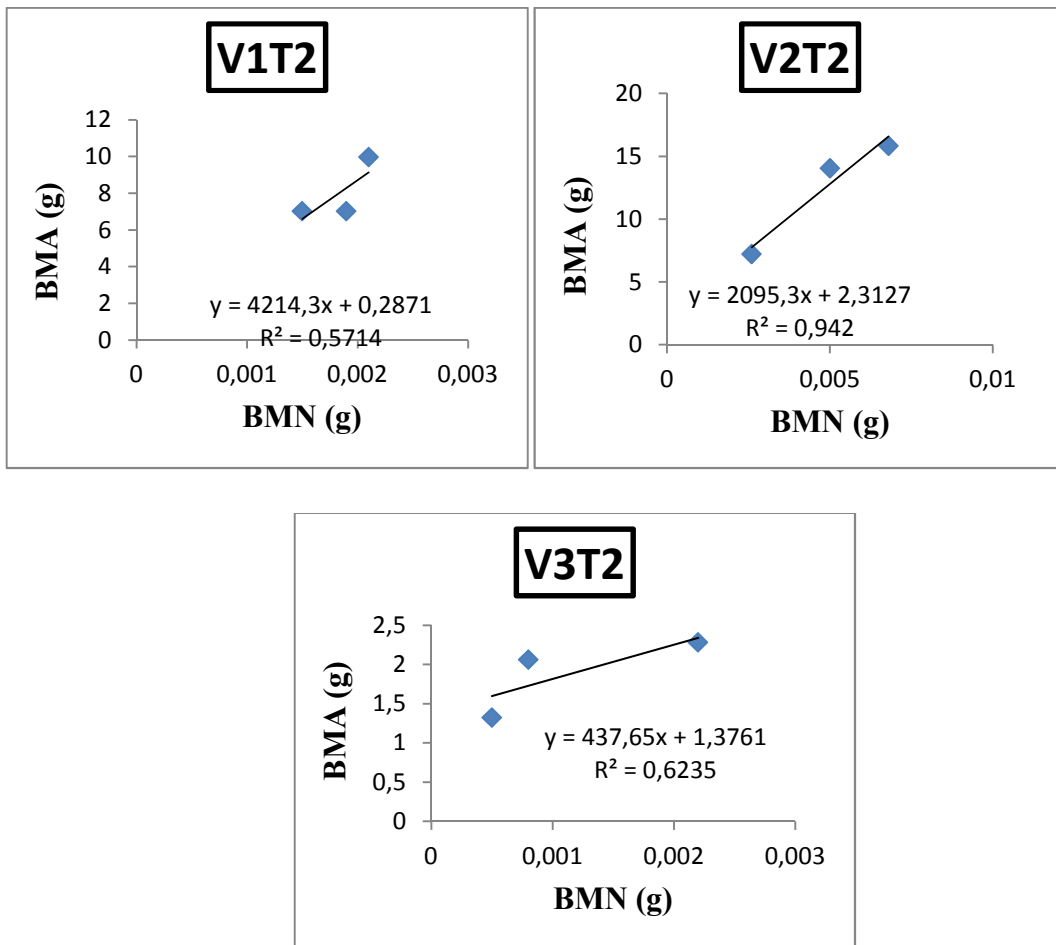 V1T2
12
10
8
6
4
2
0
BMA (g)
y = 4214,3x + 0,2871
R² = 0,5714
0 0,001 0,002 0,003
BMN (g)
V2T2
20
15
10
5
0
BMA (g)
y = 2095,3x + 2,3127
R² = 0,942
0 0,005 0,01
BMN (g)
V3T2
2,5
2
1,5
1
0,5
0
BMA (g)
y = 437,65x + 1,3761
R² = 0,6235
0 0,001 0,002 0,003
BMN (g)